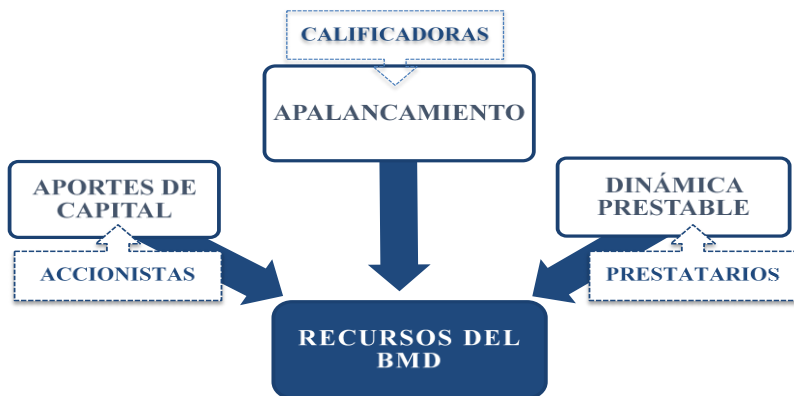 CALIFICADORAS
APALANCAMIENTO
APORTES DE
CAPITAL
ACCIONISTAS
DINÁMICA
PRESTABLE
PRESTATARIOS
RECURSOS DEL
BMD